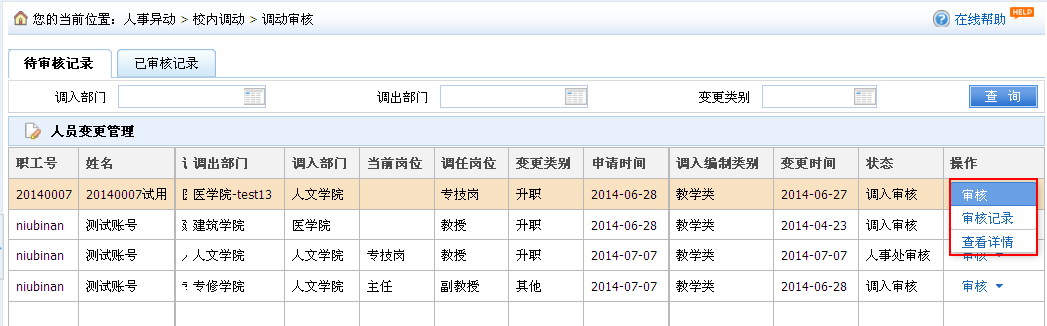 您的当前位置：人事异动 > 校内调动 > 调动审核 在线帮助 HELP
待审核记录 已审核记录
调入部门 调出部门 变更类别 查 询
人员变更管理
职工号 姓名 调出部门 调入部门 当前岗位 调任岗位 变更类别 申请时间 调入编制类别 变更时间 状态 操作
20140007 20140007试用 医学院-test13 人文学院 专技岗 升职 2014-06-28 教学类 2014-06-27 调入审核 审核
niubinan 测试账号 建筑学院 医学院 教授 升职 2014-06-28 教学类 2014-04-23 调入审核 审核记录
查看详情
niubinan 测试账号 人文学院 人文学院 专技岗 教授 升职 2014-07-07 教学类 2014-07-07 人事处审核 审核
niubinan 测试账号 专修学院 人文学院 主任 副教授 其他 2014-07-07 教学类 2014-06-28 调入审核 审核